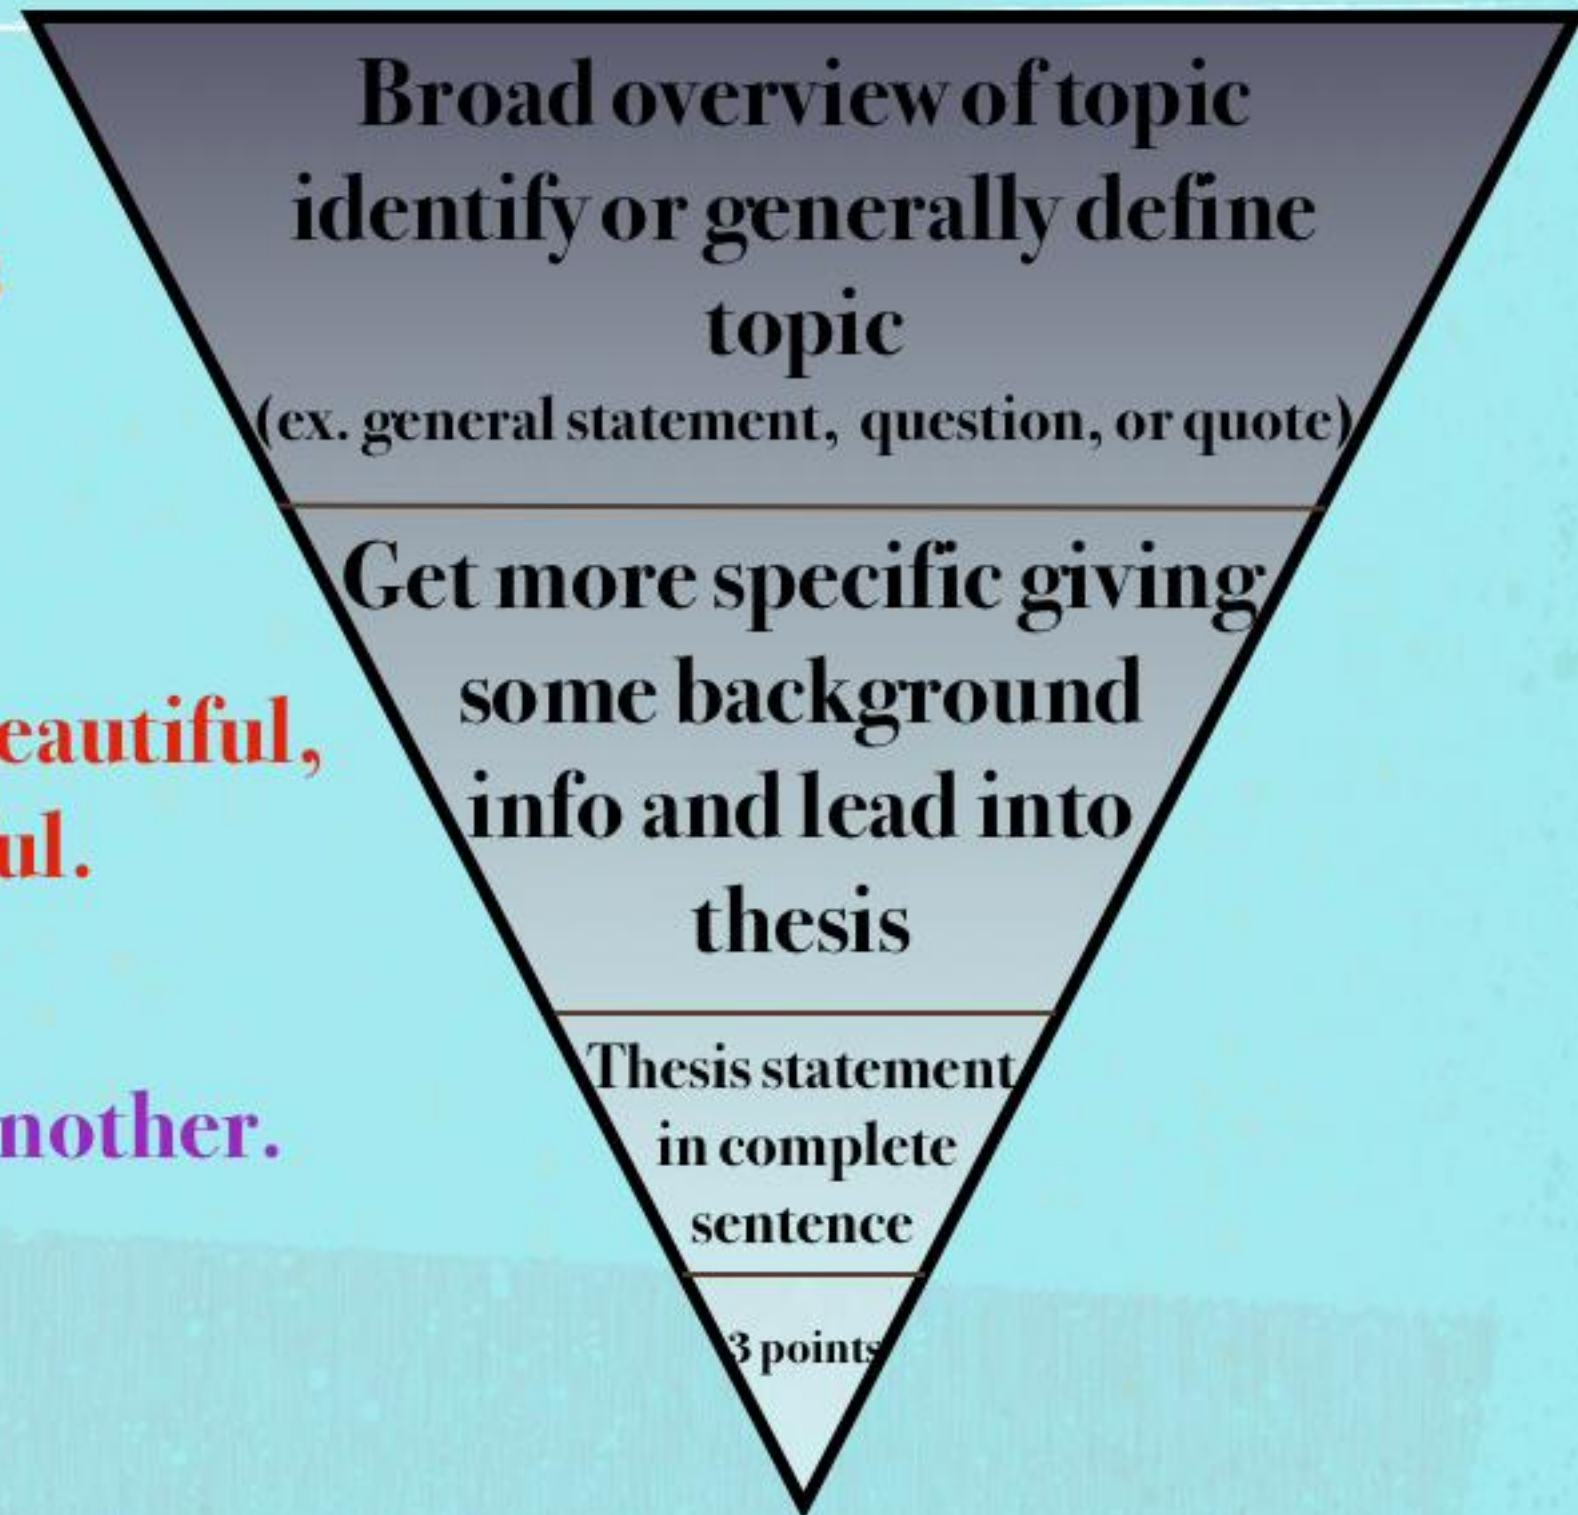 Broad overview of topic
identify or generally define
topic
(ex. general statement, question, or quote)
Get more specific giving
some background
info and lead into
thesis
Thesis statement
in complete
sentence
3 points
eautiful,
ul.
nother.